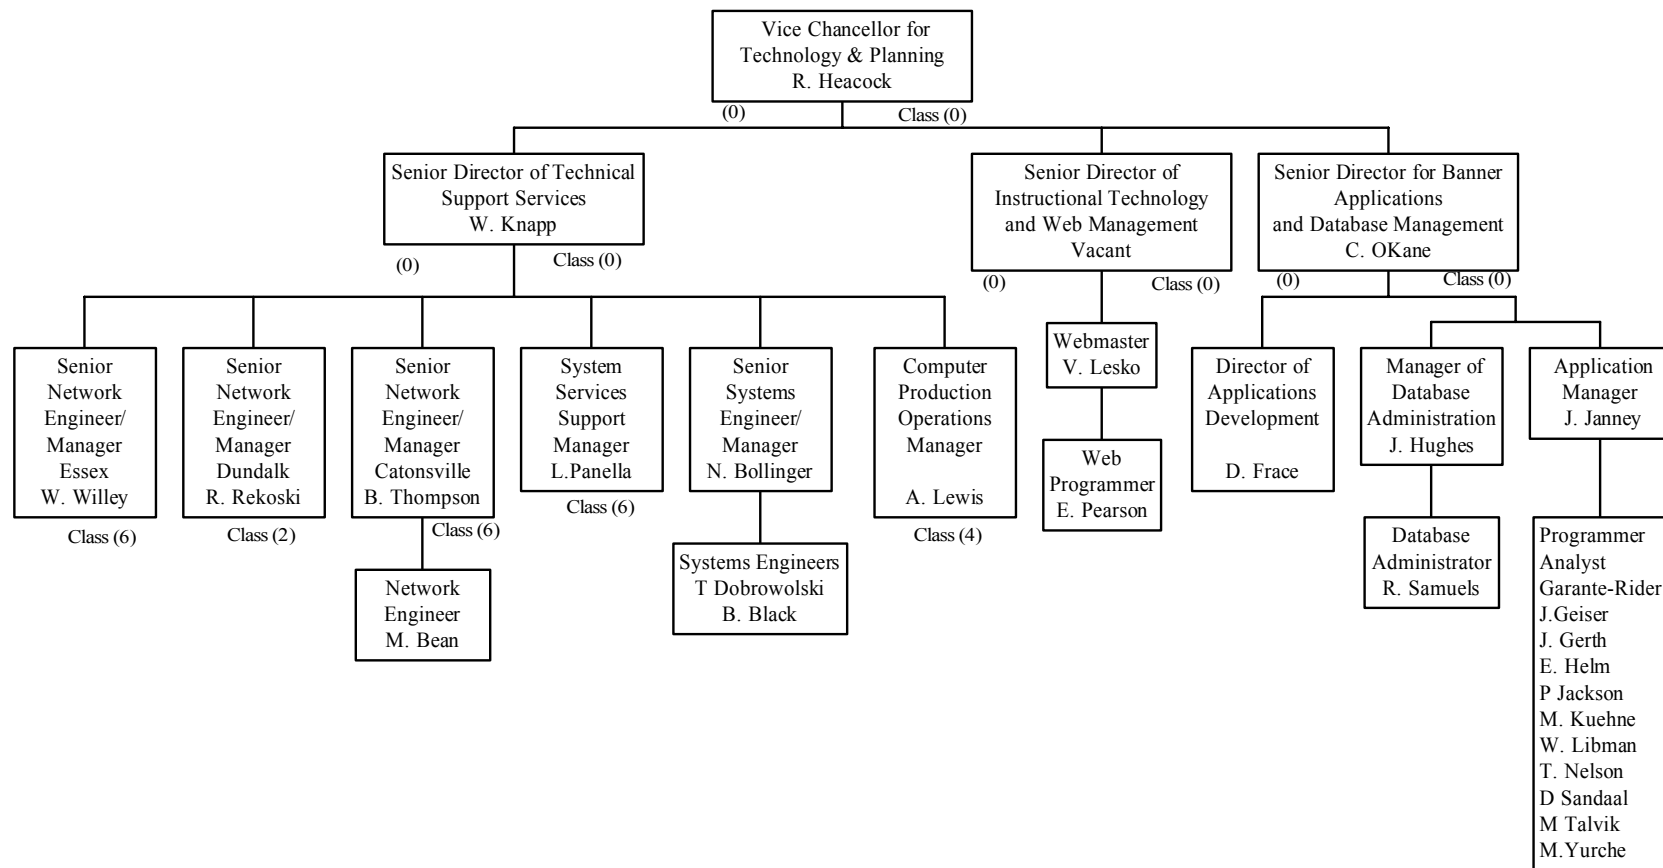 Vice Chancellor for
Technology & Planning
R. Heacock
(0)
Class (0)
Senior Director of Technical
Support Services
W. Knapp
(0)
Class (0)
Senior Director of
Instructional Technology
and Web Management
Vacant
(0)
Class (0)
Senior Director for Banner
Applications
and Database Management
C. OKane
(0)
Class (0)
Senior
Network
Engineer/
Manager
Essex
W. Willey
Class (6)
Senior
Network
Engineer/
Manager
Dundalk
R. Rekoski
Class (2)
Senior
Network
Engineer/
Manager
Catonsville
B. Thompson
Class (6)
Network
Engineer
M. Bean
System
Services
Support
Manager
L.Panella
Class (6)
Senior
Systems
Engineer/
Manager
N. Bollinger
Systems Engineers
T Dobrowolski
B. Black
Computer
Production
Operations
Manager
A. Lewis
Class (4)
Webmaster
V. Lesko
Web
Programmer
E. Pearson
Director of
Applications
Development
D. Frace
Manager of
Database
Administration
J. Hughes
Database
Administrator
R. Samuels
Application
Manager
J. Janney
Programmer
Analyst
Garante-Rider
J.Geiser
J. Gerth
E. Helm
P Jackson
M. Kuehne
W. Libman
T. Nelson
D Sandaal
M Talvik
M.Yurche